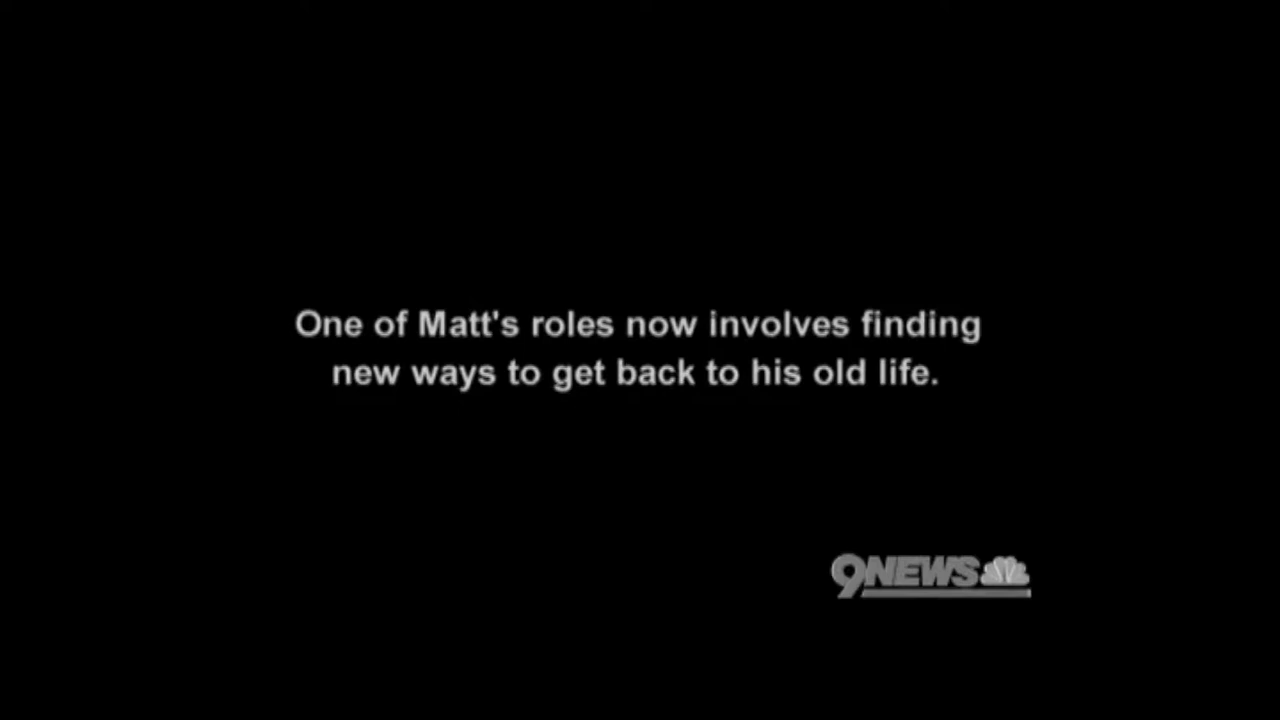 One of Matt's roles now involves finding
new ways to get back to his old life.
9NEWS